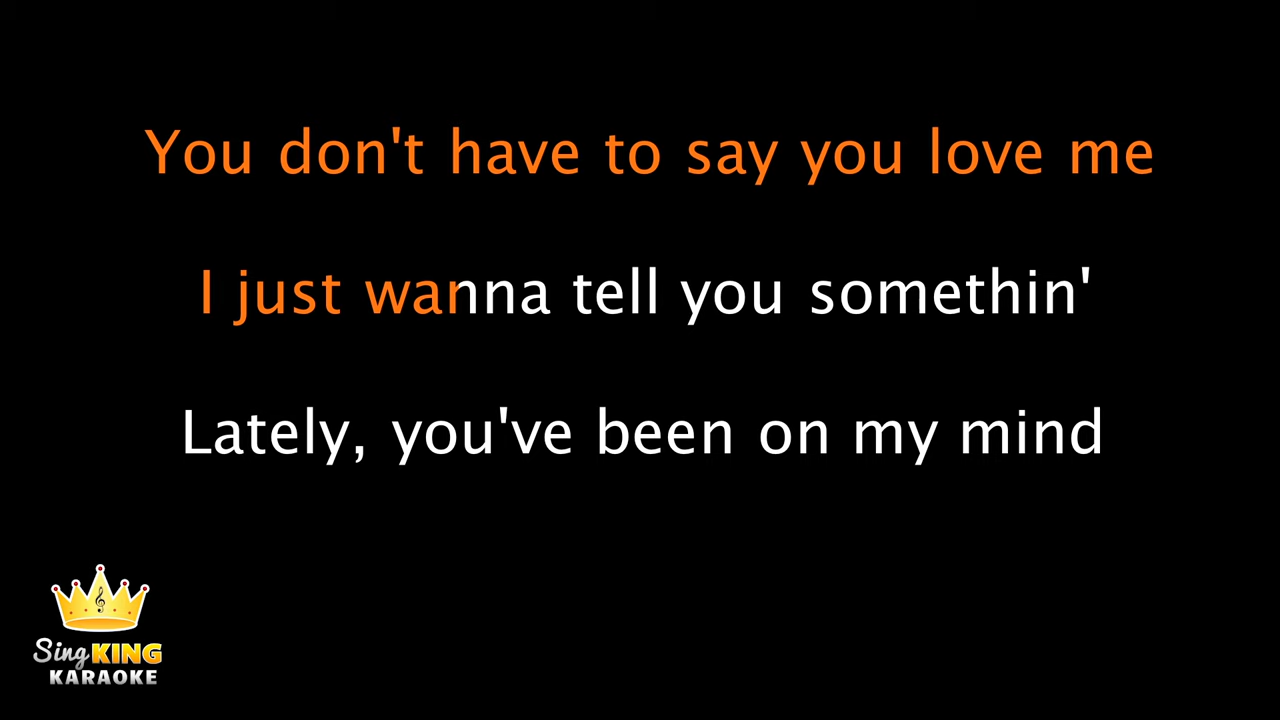 You don't have to say you love me
I just wanna tell you somethin'
Lately, you've been on my mind
Sing KING
KARAOKE